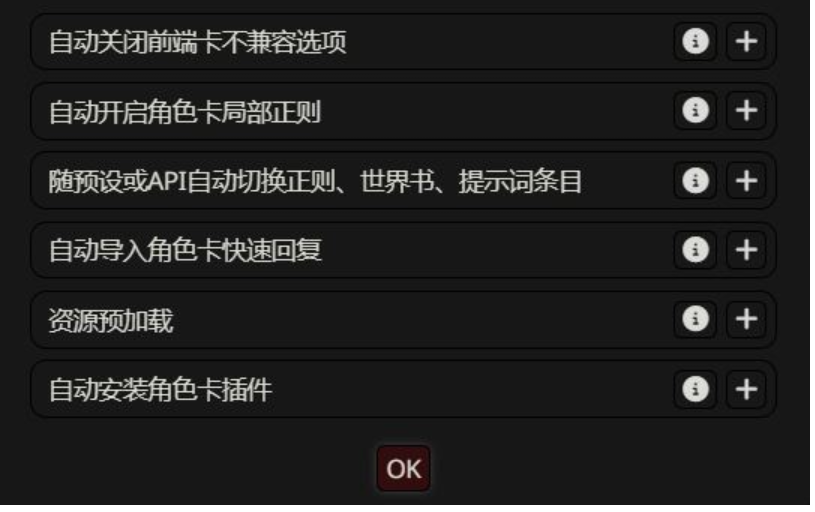 自动关闭前端卡不兼容选项
自动开启角色卡局部正则
随预设或API自动切换正则、世界书、提示词条目
自动导入角色卡快速回复
资源预加载
自动安装角色卡插件
OK